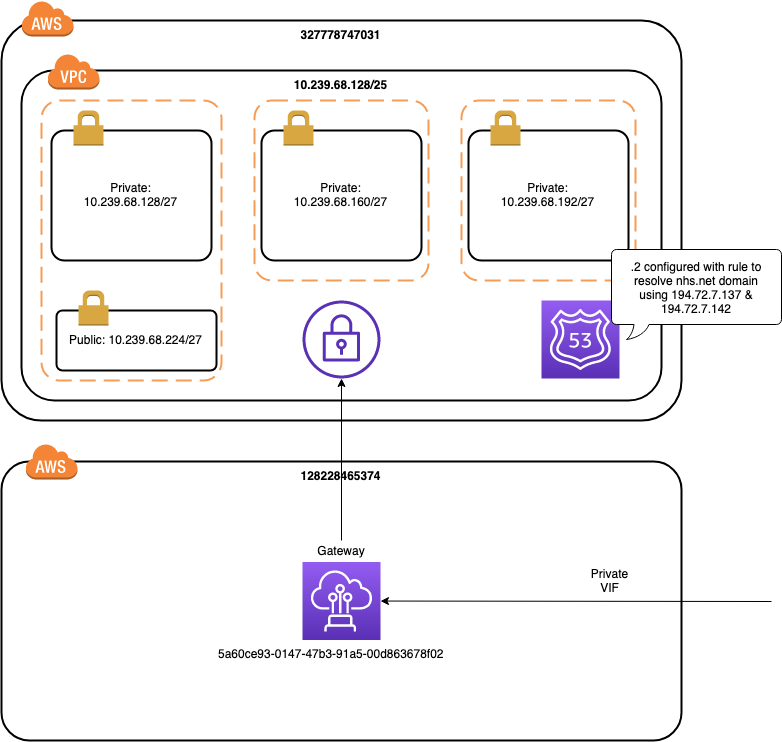 AWS
327778747031
VPC
10.239.68.128/25
Private:
10.239.68.128/27
Private:
10.239.68.160/27
Private:
10.239.68.192/27
.2 configured with rule to
resolve nhs.net domain
using 194.72.7.137 &
194.72.7.142
Public: 10.239.68.224/27
53
AWS
128228465374
Gateway
Private
VIF
5a60ce93-0147-47b3-91a5-00d863678f02